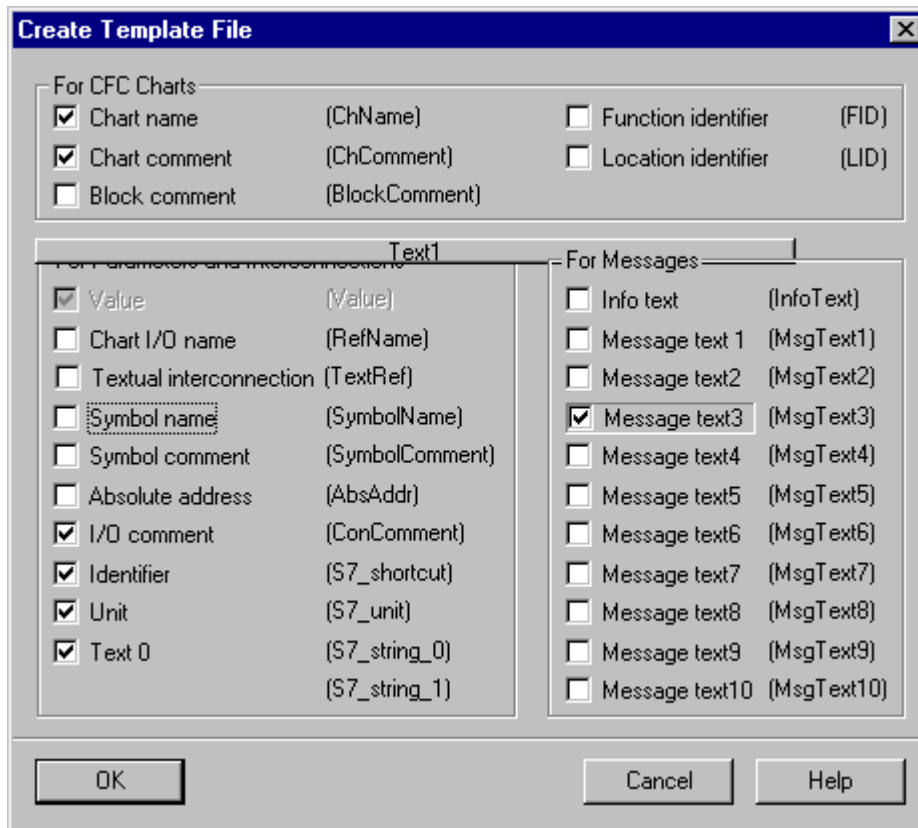 Create Template File
For CFC Charts
Chart name (ChName) Function identifier (FID)
Chart comment (ChComment) Location identifier (LID)
Block comment (BlockComment)
Text1
For Parameters and Interconnections For Messages
Value (Value) Info text (InfoText)
Chart I/O name (RefName) Message text 1 (MsgText1)
Textual interconnection (TextRef) Message text2 (MsgText2)
Symbol name (SymbolName) Message text3 (MsgText3)
Symbol comment (SymbolComment) Message text4 (MsgText4)
Absolute address (AbsAddr) Message text5 (MsgText5)
I/O comment (ConComment) Message text6 (MsgText6)
Identifier (S7_shortcut) Message text7 (MsgText7)
Unit (S7_unit) Message text8 (MsgText8)
Text 0 (S7_string_0) Message text9 (MsgText9)
(S7_string_1) Message text10 (MsgText10)
OK Cancel Help